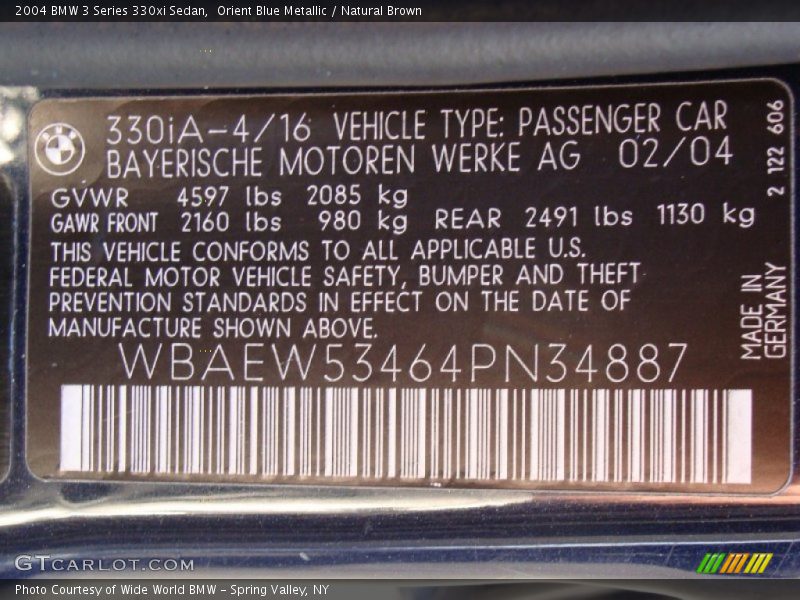 2004 BMW 3 Series 330xi Sedan, Orient Blue Metallic / Natural Brown
330iA-4/16 VEHICLE TYPE: PASSENGER CAR
BAYERISCHE MOTOREN WERKE AG 02/04
GVWR 4597 lbs 2085 kg
GAWR FRONT 2160 lbs 980 kg REAR 2491 lbs 1130 kg
THIS VEHICLE CONFORMS TO ALL APPLICABLE U.S.
FEDERAL MOTOR VEHICLE SAFETY, BUMPER AND THEFT
PREVENTION STANDARDS IN EFFECT ON THE DATE OF
MANUFACTURE SHOWN ABOVE.
WBAEW53464PN34887
2 122 606
MADE IN
GERMANY
GTCARLOT.COM
Photo Courtesy of Wide World BMW - Spring Valley, NY